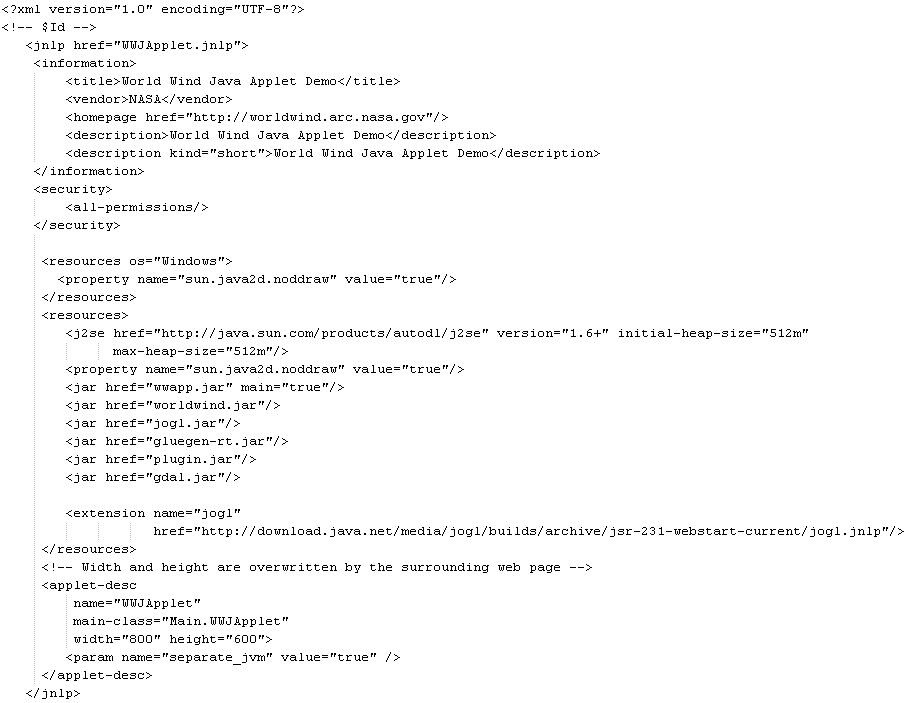 <?xml version="1.0" encoding="UTF-8"?>
<!-- $Id -->
<jnlp href="WWJApplet.jnlp">
<information>
<title>World Wind Java Applet Demo</title>
<vendor>NASA</vendor>
<homepage href="http://worldwind.arc.nasa.gov"/>
<description>World Wind Java Applet Demo</description>
<description kind="short">World Wind Java Applet Demo</description>
</information>
<security>
<all-permissions/>
</security>
<resources os="Windows">
<property name="sun.java2d.noddraw" value="true"/>
</resources>
<resources>
<j2se href="http://java.sun.com/products/autodl/j2se" version="1.6+" initial-heap-size="512m"
max-heap-size="512m"/>
<property name="sun.java2d.noddraw" value="true"/>
<jar href="wwapp.jar" main="true"/>
<jar href="worldwind.jar"/>
<jar href="jogl.jar"/>
<jar href="gluegen-rt.jar"/>
<jar href="plugin.jar"/>
<jar href="gdal.jar"/>
<extension name="jogl"
href="http://download.java.net/media/jogl/builds/archive/jsr-231-webstart-current/jogl.jnlp"/>
</resources>
<!-- Width and height are overwritten by the surrounding web page -->
<applet-desc
name="WWJApplet"
main-class="Main.WWJApplet"
width="800" height="600">
<param name="separate_jvm" value="true" />
</applet-desc>
</jnlp>